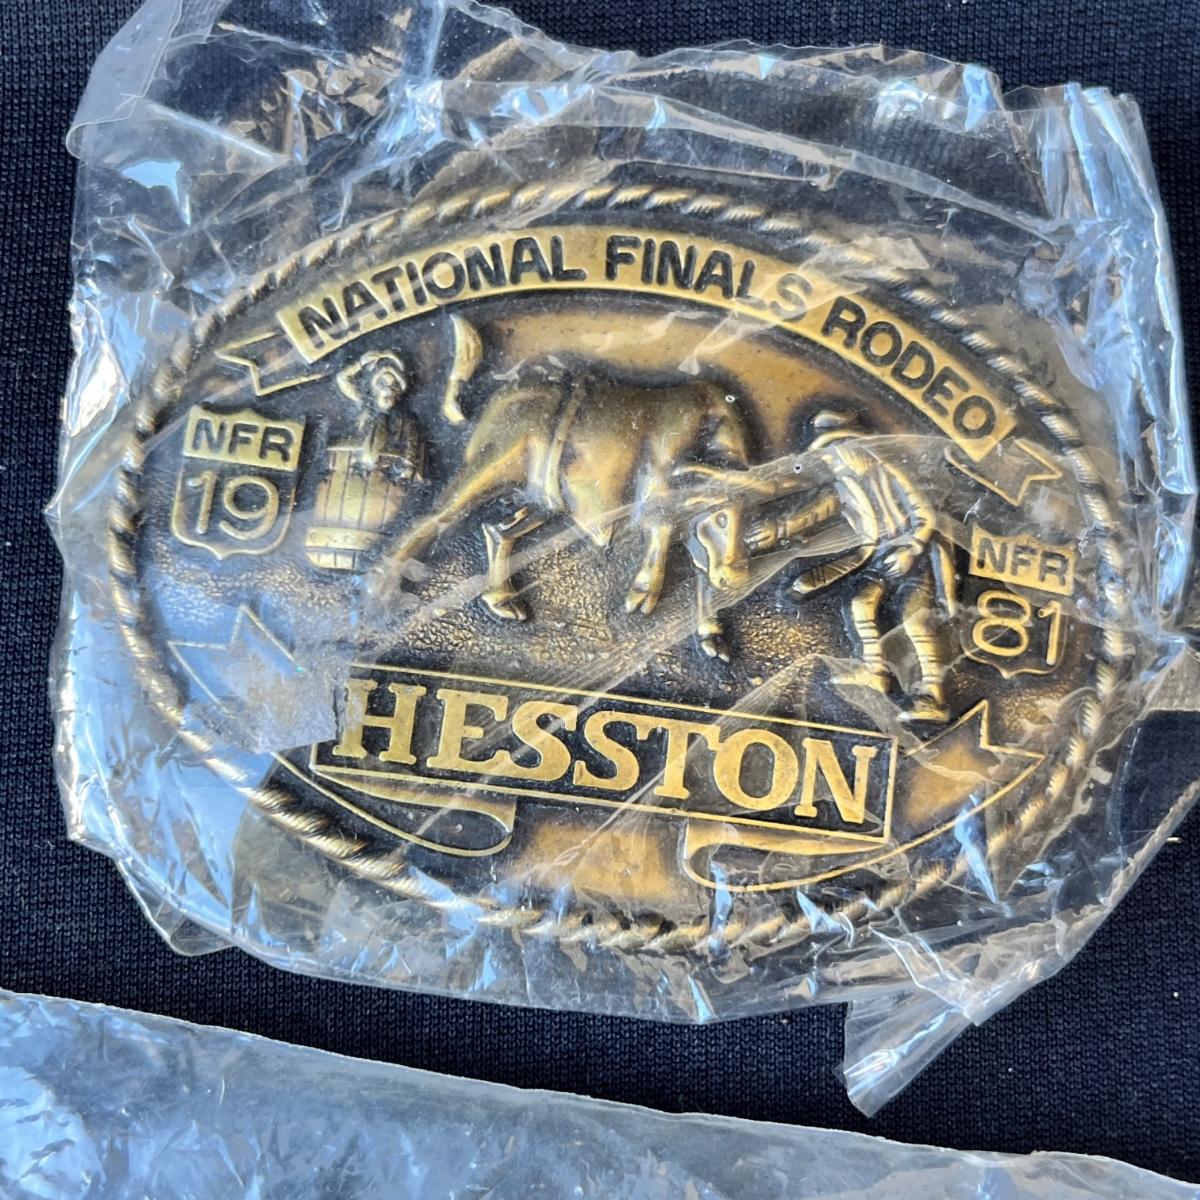 NATIONAL FINALS RODEO
NFR
19
NFR
81
HESSTON